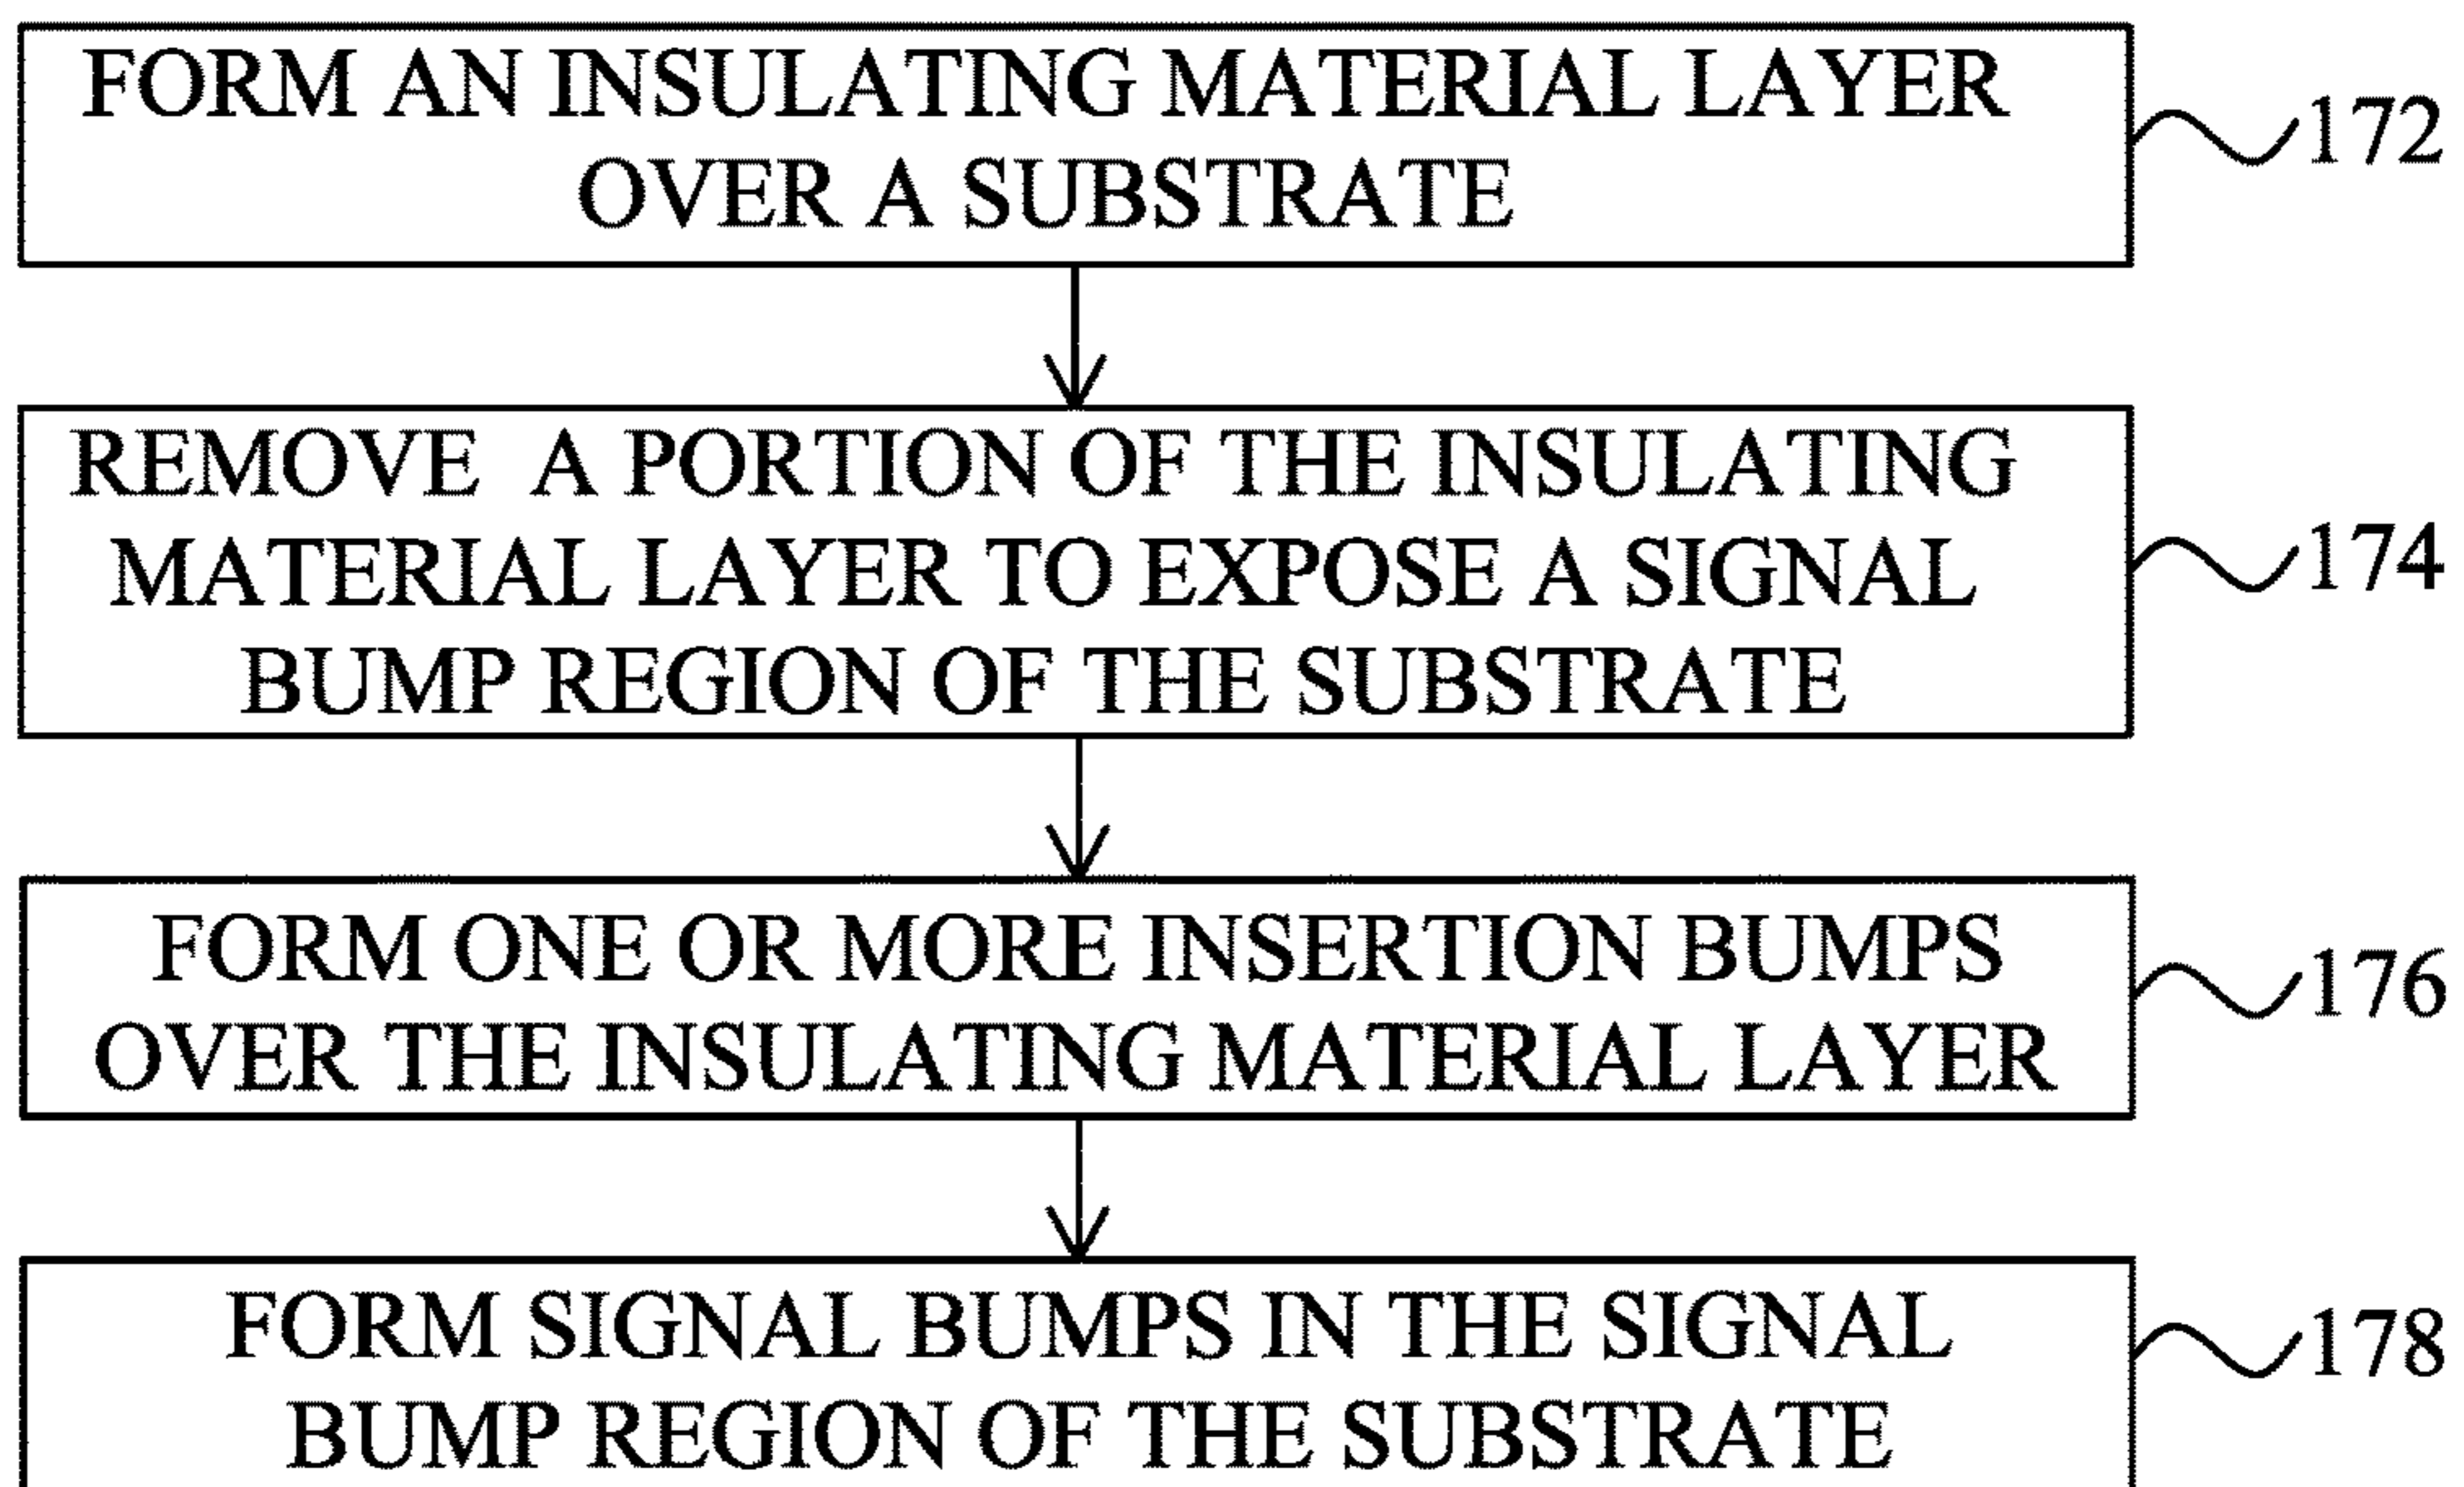 FORM AN INSULATING MATERIAL LAYER
OVER A SUBSTRATE
172
REMOVE A PORTION OF THE INSULATING
MATERIAL LAYER TO EXPOSE A SIGNAL
BUMP REGION OF THE SUBSTRATE
174
FORM ONE OR MORE INSERTION BUMPS
OVER THE INSULATING MATERIAL LAYER
176
FORM SIGNAL BUMPS IN THE SIGNAL
BUMP REGION OF THE SUBSTRATE
178